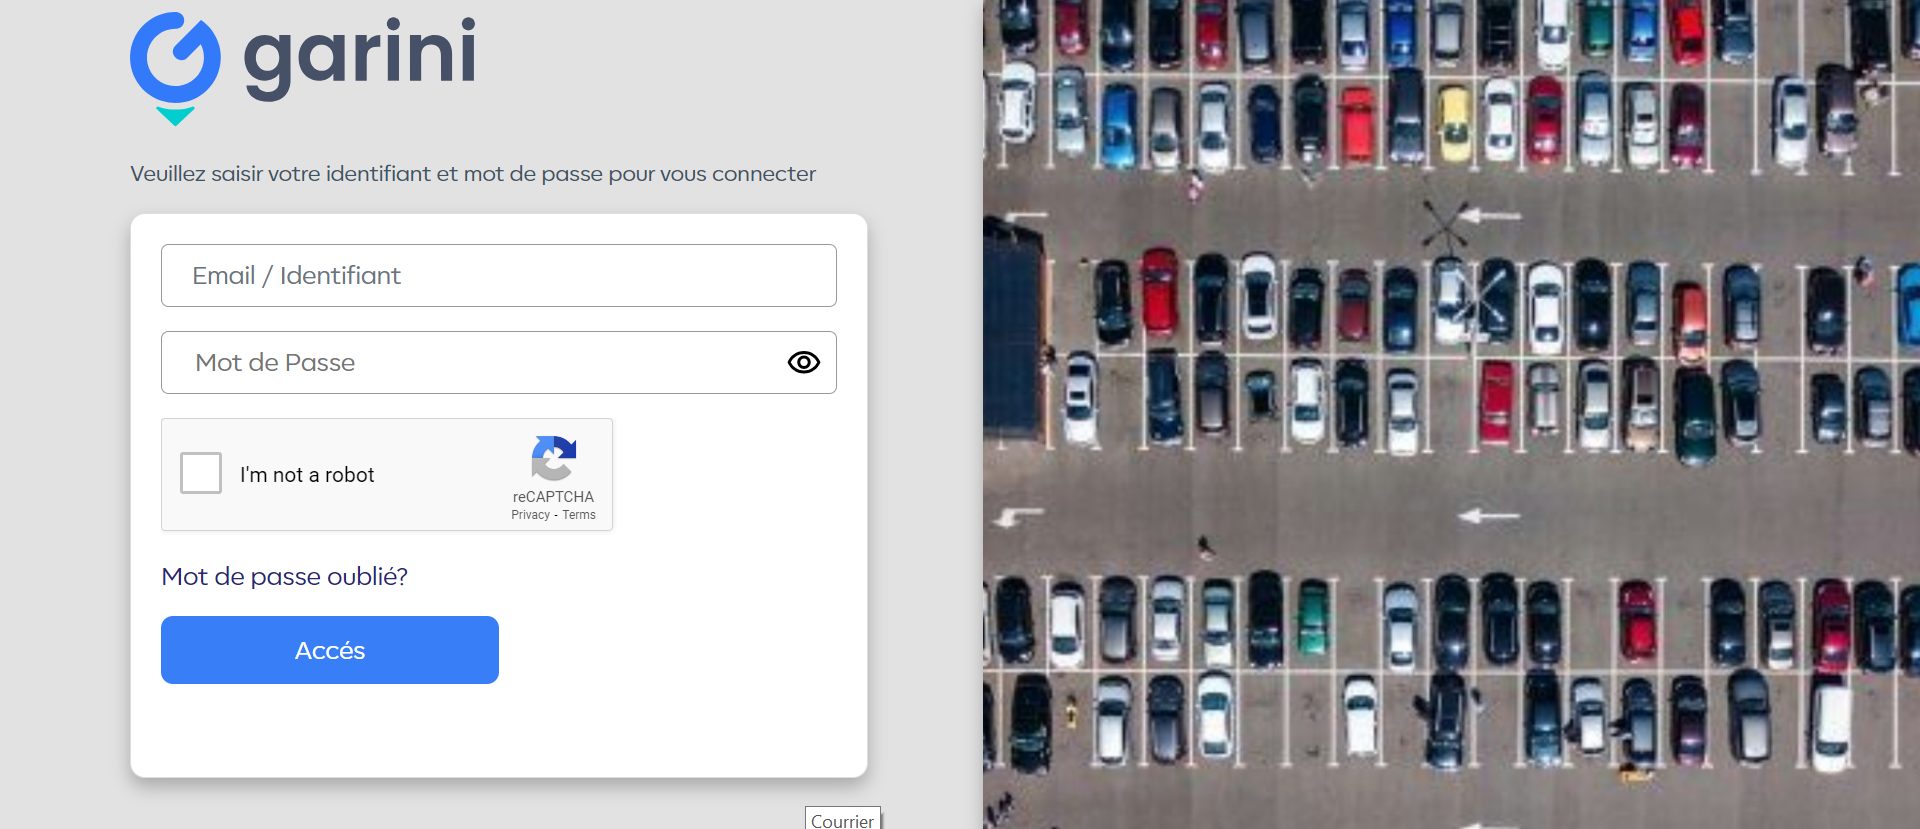 garini
Veuillez saisir votre identifiant et mot de passe pour vous connecter
Email / Identifiant
Mot de Passe
I'm not a robot
reCAPTCHA
Privacy - Terms
Mot de passe oublié?
Accés
Courrier